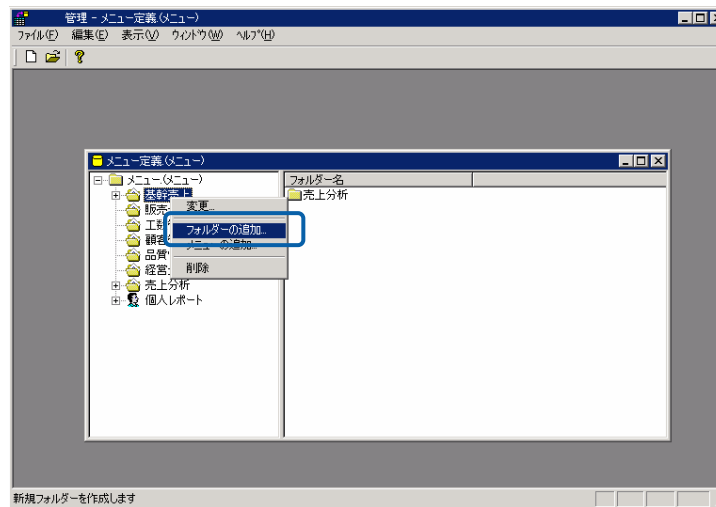 管理 - メニュー定義(メニュー)
ファイル(F) 編集(E) 表示(V) ウィンドウ(W) ヘルプ(H)
メニュー定義(メニュー)
メニュー(メニュー)
基幹売上
販売
工数
顧客
品質
経営
売上分析
個人レポート
変更...
フォルダーの追加...
メニューの追加...
削除
フォルダー名
売上分析
新規フォルダーを作成します